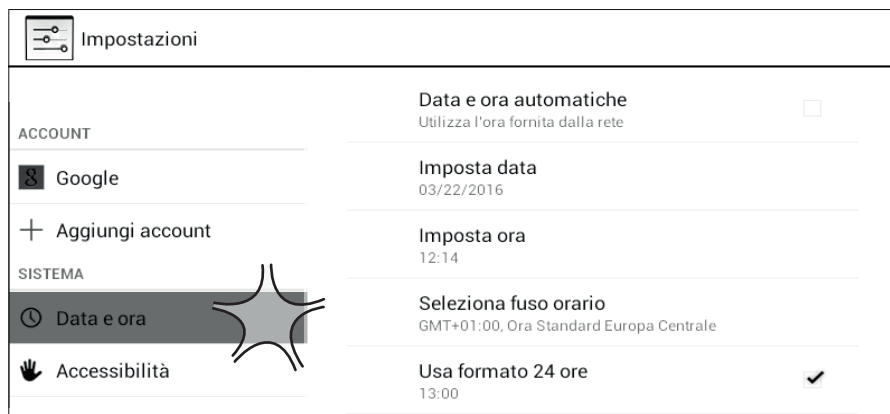 Impostazioni
ACCOUNT
Google
Aggiungi account
SISTEMA
Data e ora
Accessibilità
Data e ora automatiche
Utilizza l'ora fornita dalla rete
Imposta data
03/22/2016
Imposta ora
12:14
Seleziona fuso orario
GMT+01:00, Ora Standard Europa Centrale
Usa formato 24 ore
13:00